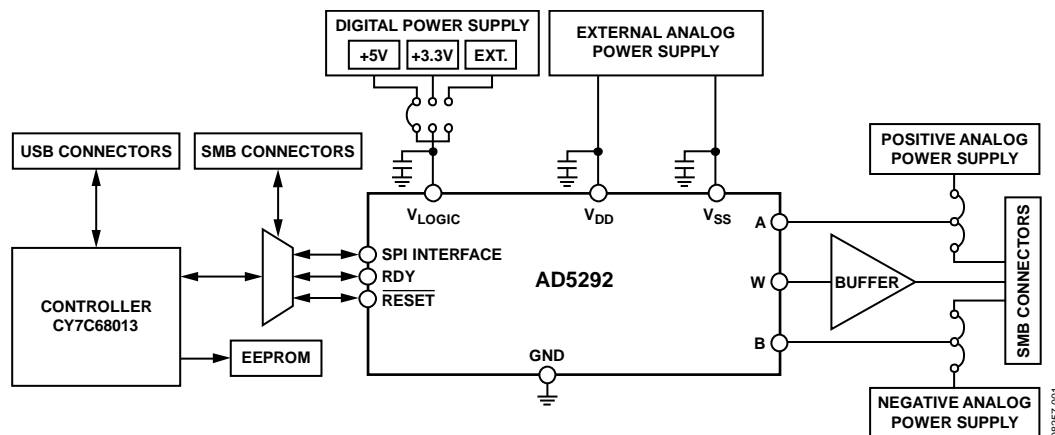 DIGITAL POWER SUPPLY
+5V
+3.3V
EXT.
EXTERNAL ANALOG
POWER SUPPLY
USB CONNECTORS
SMB CONNECTORS
POSITIVE ANALOG
POWER SUPPLY
VLOGIC
VDD
VSS
CONTROLLER
CY7C68013
EEPROM
SPI INTERFACE
RDY
RESET
AD5292
GND
A
W
B
BUFFER
SMB CONNECTORS
NEGATIVE ANALOG
POWER SUPPLY
08257-001